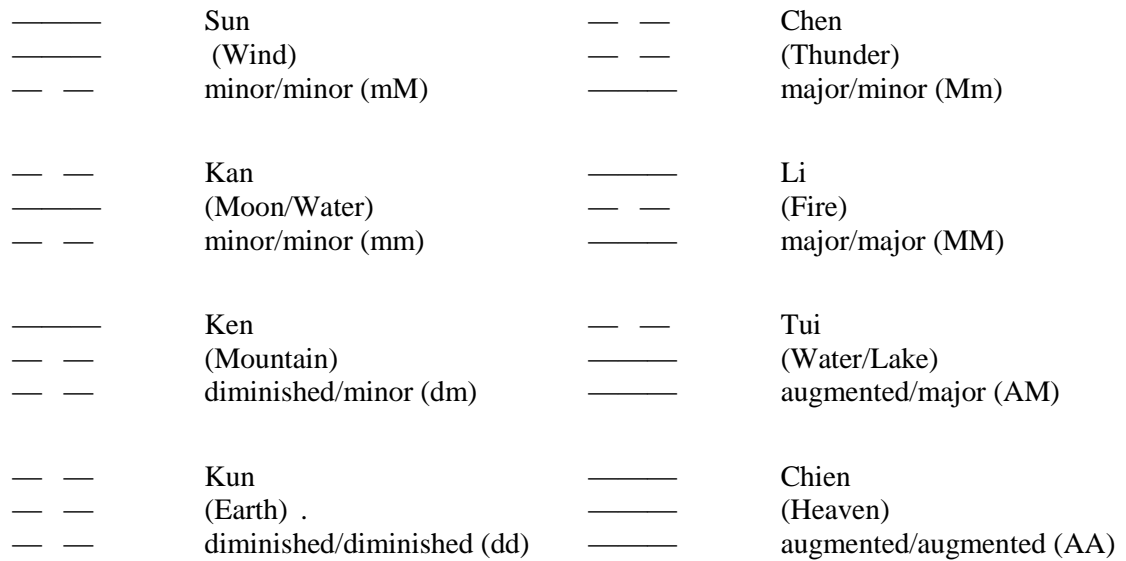 Sun
(Wind)
minor/minor (mM)
Chen
(Thunder)
major/minor (Mm)
Kan
(Moon/Water)
minor/minor (mm)
Li
(Fire)
major/major (MM)
Ken
(Mountain)
diminished/minor (dm)
Tui
(Water/Lake)
augmented/major (AM)
Kun
(Earth) .
diminished/diminished (dd)
Chien
(Heaven)
augmented/augmented (AA)